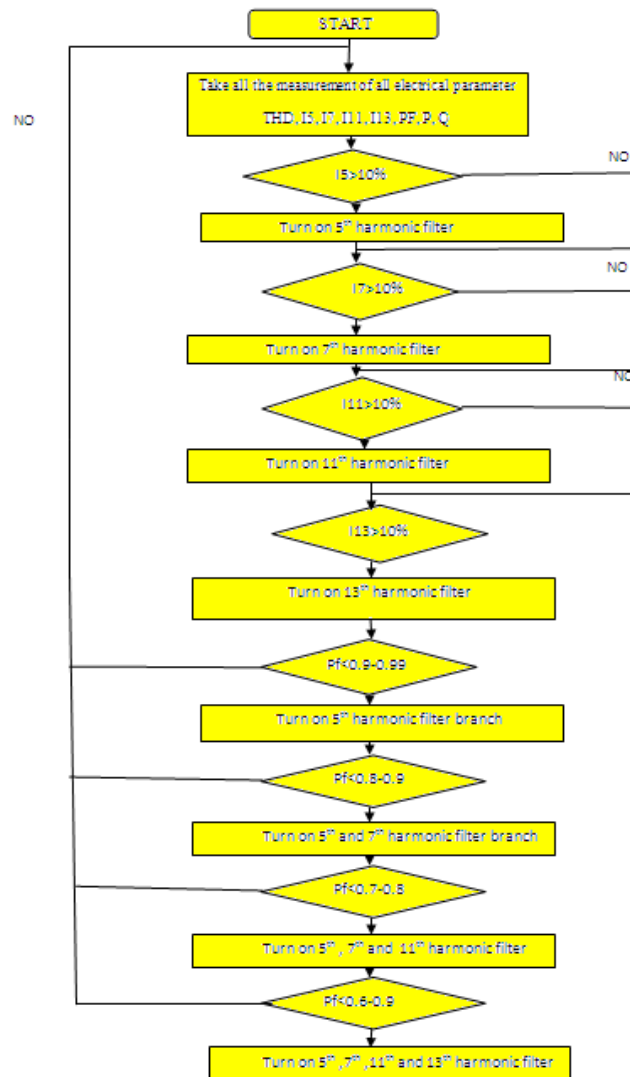 START
NO
Take all the measurement of all electrical parameter
THD, I5, I7, I11, I13, PF, P, Q
NO
I5>10%
Turn on 5th harmonic filter
NO
I7>10%
Turn on 7th harmonic filter
NO
I11>10%
Turn on 11th harmonic filter
I13>10%
Turn on 13th harmonic filter
Pf<0.9-0.99
Turn on 5th harmonic filter branch
Pf<0.8-0.9
Turn on 5th and 7th harmonic filter branch
Pf<0.7-0.8
Turn on 5th , 7th and 11th harmonic filter
Pf<0.6-0.9
Turn on 5th ,7th ,11th and 13th harmonic filter